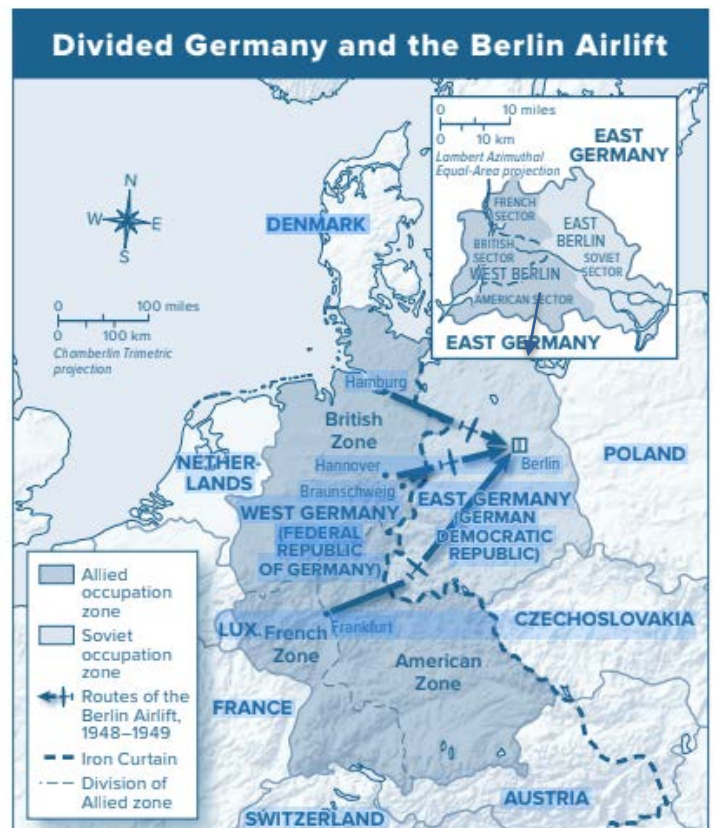 Divided Germany and the Berlin Airlift
0 10 miles
0 10 km
Lambert Azimuthal
Equal-Area projection
EAST
GERMANY
FRENCH
SECTOR
EAST
BERLIN
BRITISH
SECTOR
SOVIET
SECTOR
WEST BERLIN
AMERICAN SECTOR
EAST GERMANY
N
W E
S
DENMARK
0 100 miles
0 100 km
Chamberlin Trimetric
projection
Hamburg
British
Zone
NETHER-
LANDS
Hannover
Berlin
POLAND
Braunschweig
WEST GERMANY
(FEDERAL
REPUBLIC
OF GERMANY)
EAST GERMANY
(GERMAN
DEMOCRATIC
REPUBLIC)
LUX.
French
Zone
Frankfurt
CZECHOSLOVAKIA
American
Zone
FRANCE
AUSTRIA
SWITZERLAND
Allied
occupation
zone
Soviet
occupation
zone
Routes of the
Berlin Airlift,
1948–1949
Iron Curtain
Division of
Allied zone